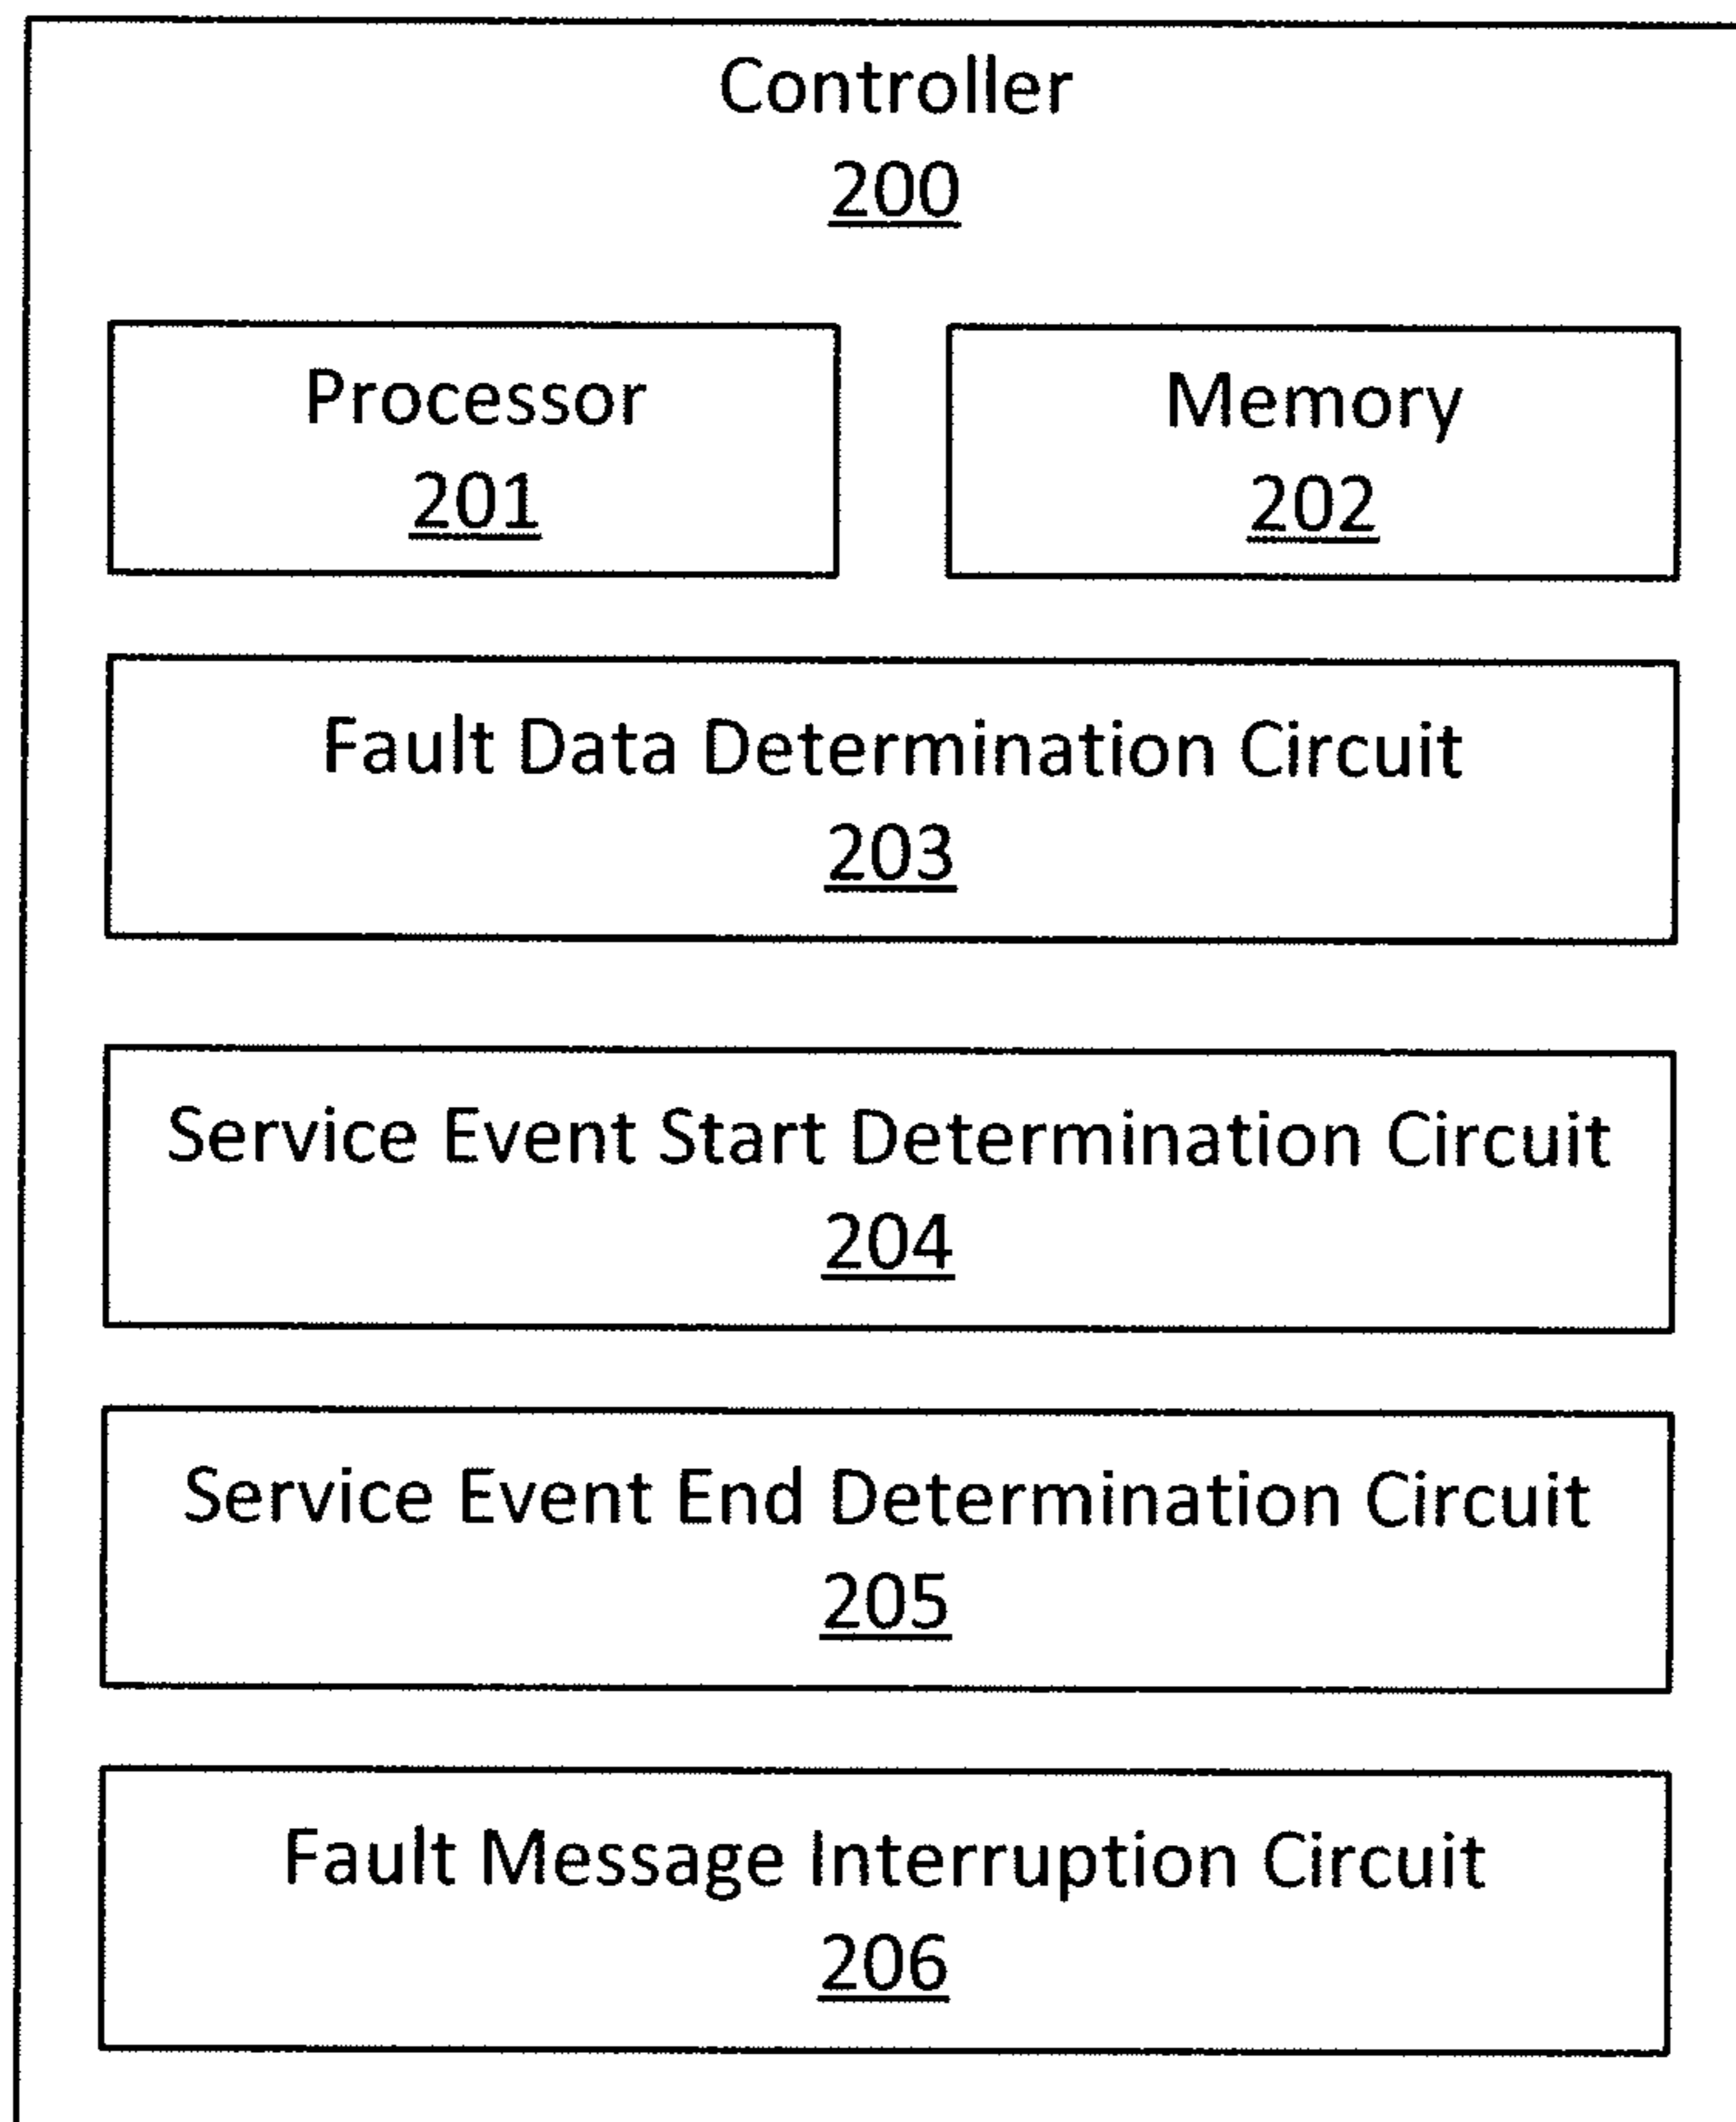 Controller
200
Processor
201
Memory
202
Fault Data Determination Circuit
203
Service Event Start Determination Circuit
204
Service Event End Determination Circuit
205
Fault Message Interruption Circuit
206